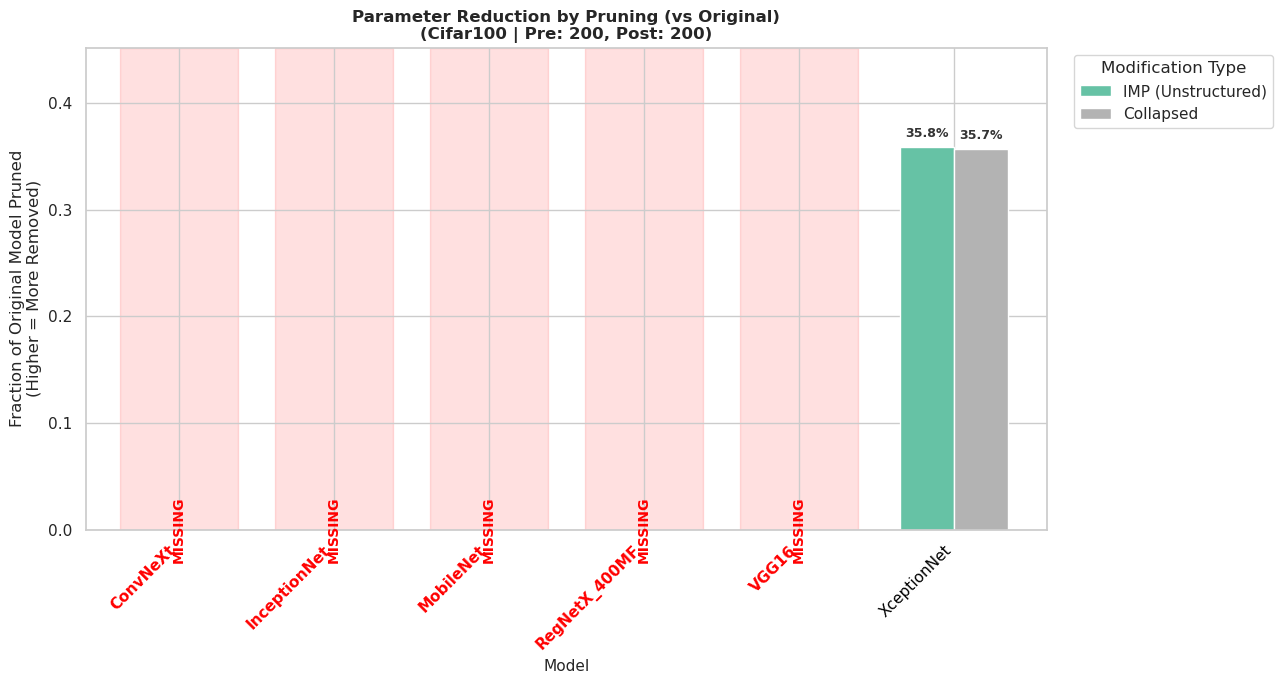 Parameter Reduction by Pruning (vs Original)
(Cifar100 | Pre: 200, Post: 200)
Fraction of Original Model Pruned
(Higher = More Removed)
0.4
0.3
0.2
0.1
0.0
35.8%
35.7%
MISSING
MISSING
MISSING
MISSING
MISSING
ConvNeXt
InceptionNet
MobileNet
RegNetX_400MF
VGG16
XceptionNet
Model
Modification Type
IMP (Unstructured)
Collapsed